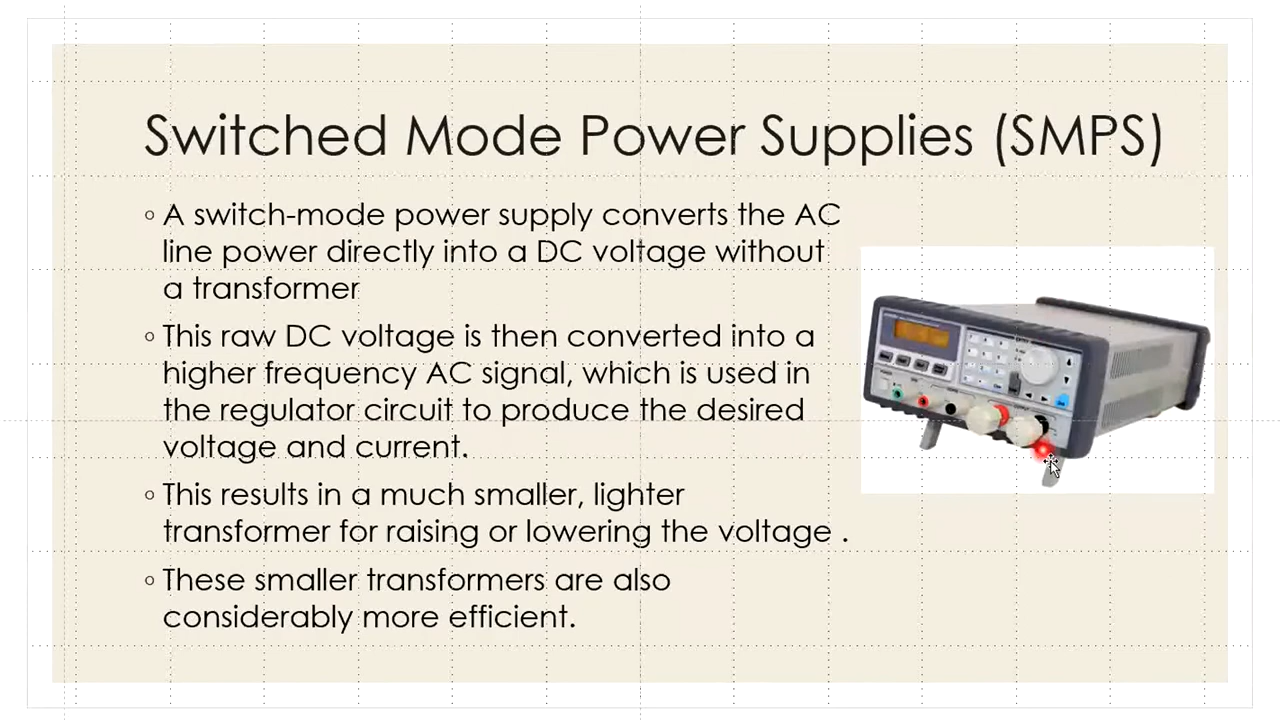 Switched Mode Power Supplies (SMPS)
◦ A switch-mode power supply converts the AC
line power directly into a DC voltage without
a transformer
◦ This raw DC voltage is then converted into a
higher frequency AC signal, which is used in
the regulator circuit to produce the desired
voltage and current.
◦ This results in a much smaller, lighter
transformer for raising or lowering the voltage .
◦ These smaller transformers are also
considerably more efficient.